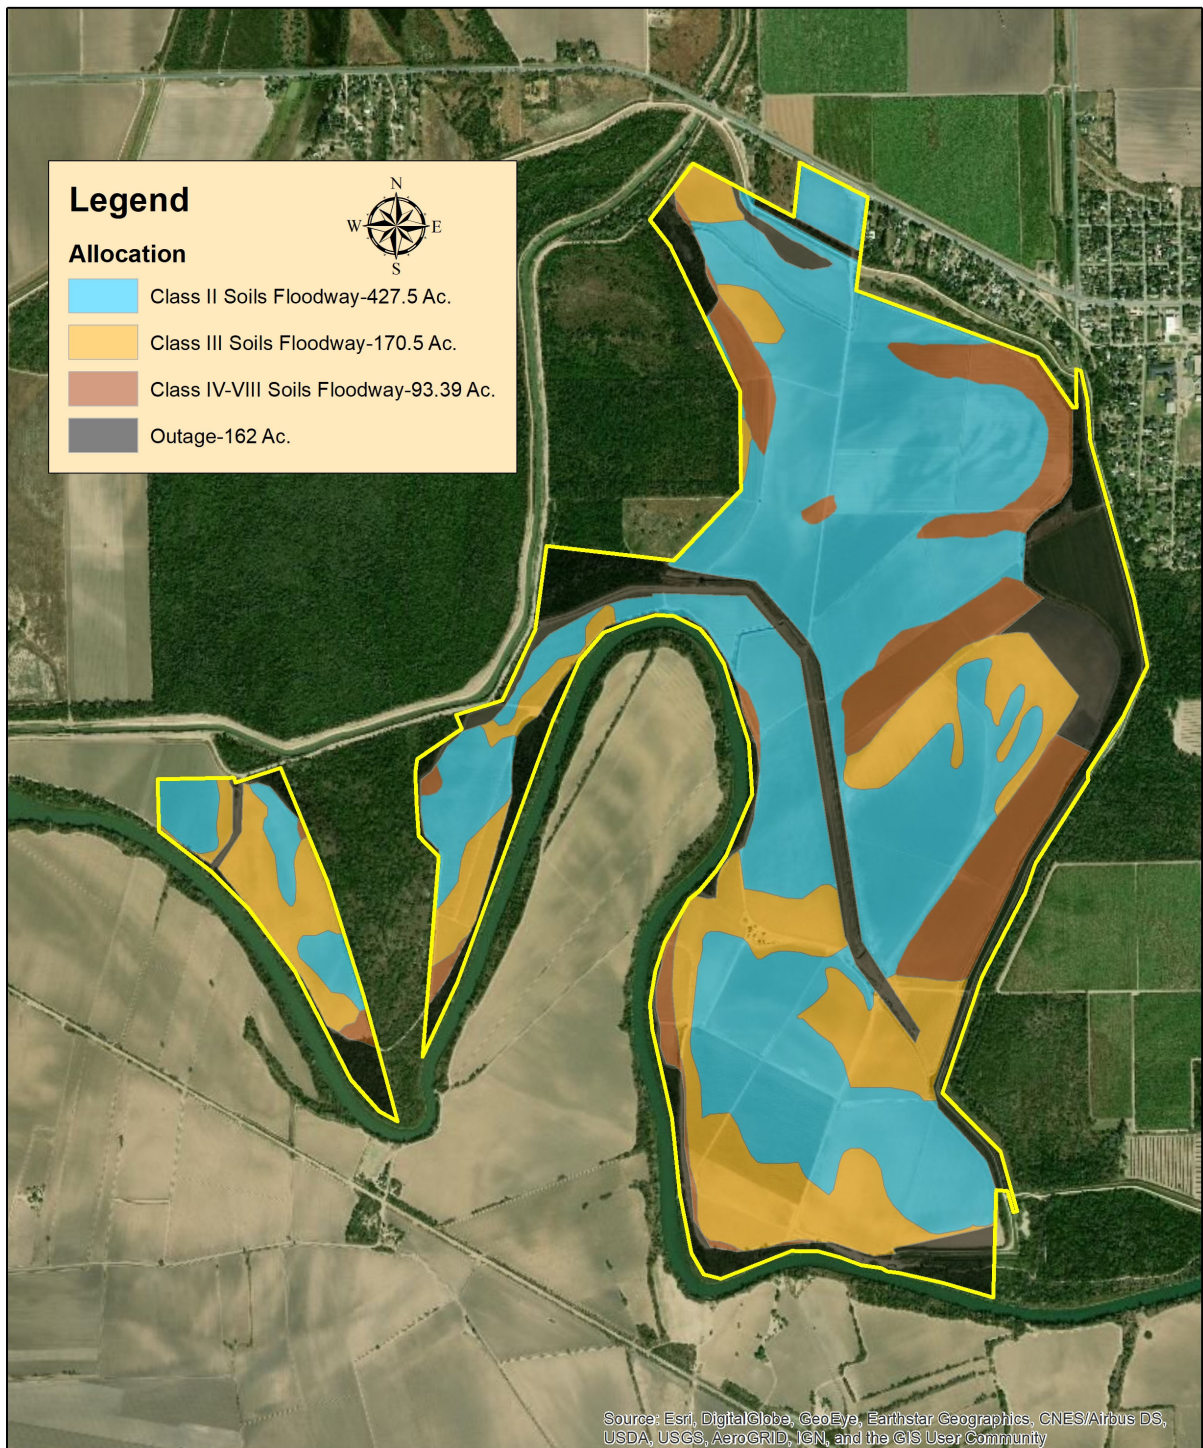 Legend
N
W E
S
Allocation
Class II Soils Floodway-427.5 Ac.
Class III Soils Floodway-170.5 Ac.
Class IV-VIII Soils Floodway-93.39 Ac.
Outage-162 Ac.
Source: Esri, DigitalGlobe, GeoEye, Earthstar Geographics, CNES/Airbus DS,
USDA, USGS, AeroGRID, IGN, and the GIS User Community